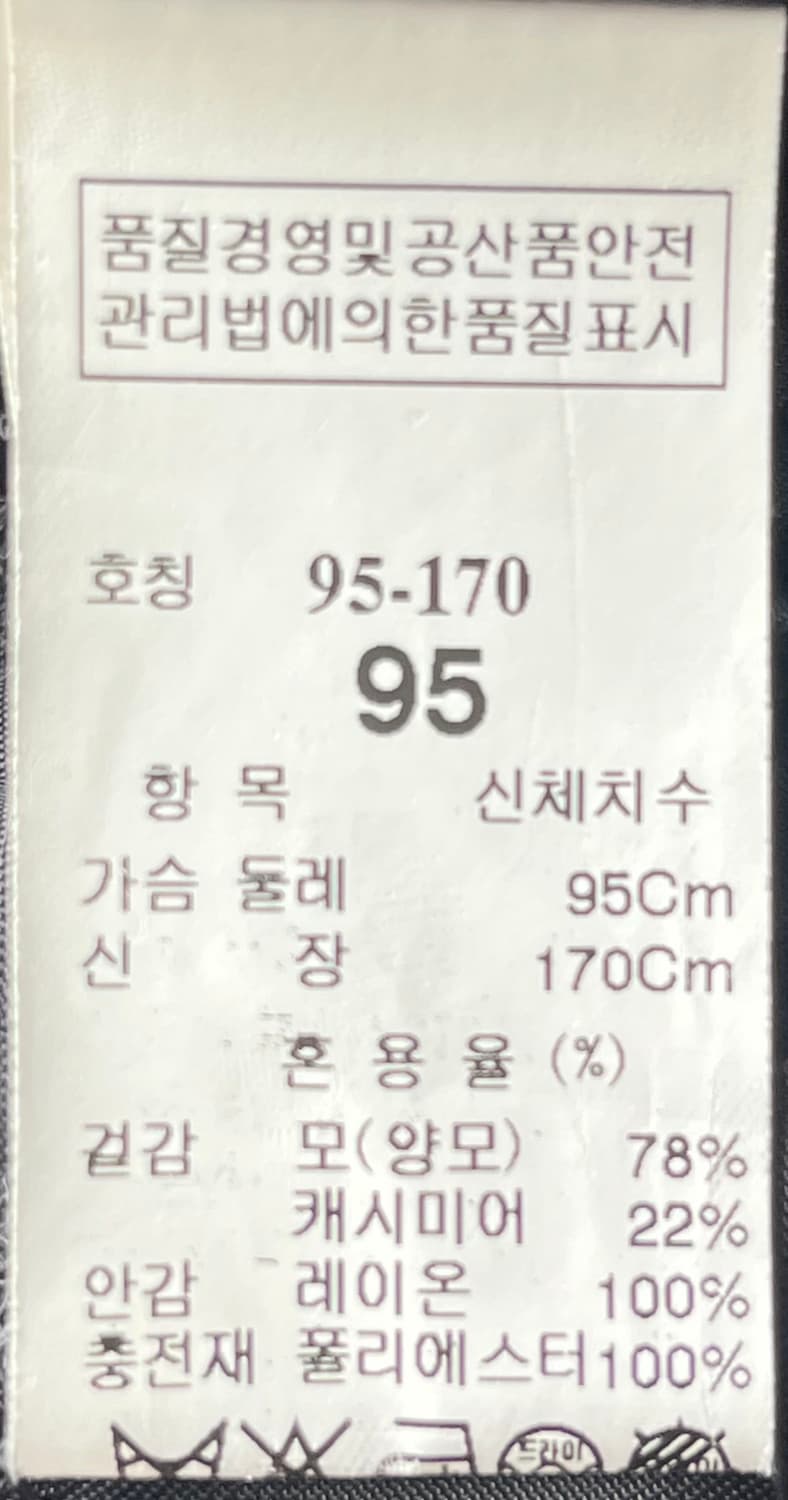 품질경영및공산품안전
관리법에의한품질표시
호칭 95-170
95
항 목 신체치수
가슴 둘레 95Cm
신 장 170Cm
혼 용 율 (%)
겉감 모(양모) 78%
캐시미어 22%
안감 레이온 100%
충전재 폴리에스터100%
드라이